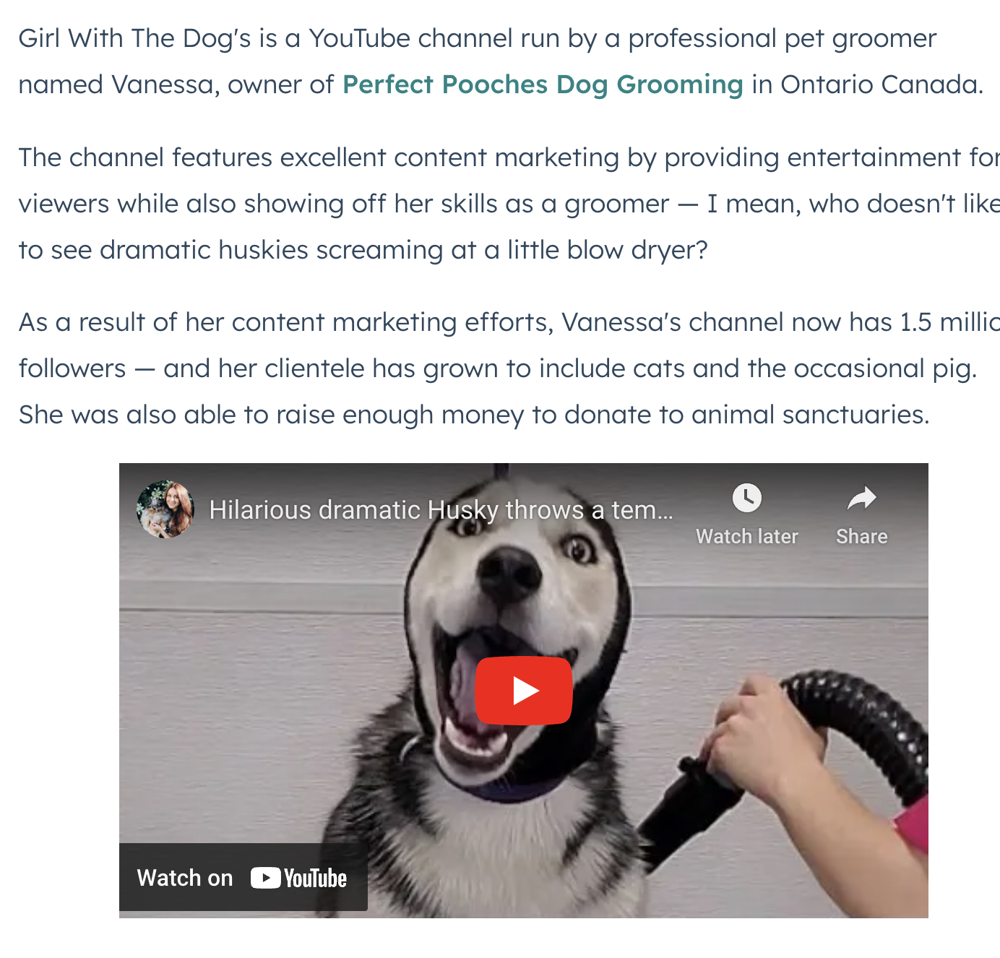 Girl With The Dog's is a YouTube channel run by a professional pet groomer
named Vanessa, owner of Perfect Pooches Dog Grooming in Ontario Canada.
The channel features excellent content marketing by providing entertainment for
viewers while also showing off her skills as a groomer — I mean, who doesn't like
to see dramatic huskies screaming at a little blow dryer?
As a result of her content marketing efforts, Vanessa's channel now has 1.5 millio
followers — and her clientele has grown to include cats and the occasional pig.
She was also able to raise enough money to donate to animal sanctuaries.
Hilarious dramatic Husky throws a tem...
Watch later
Share
Watch on YouTube